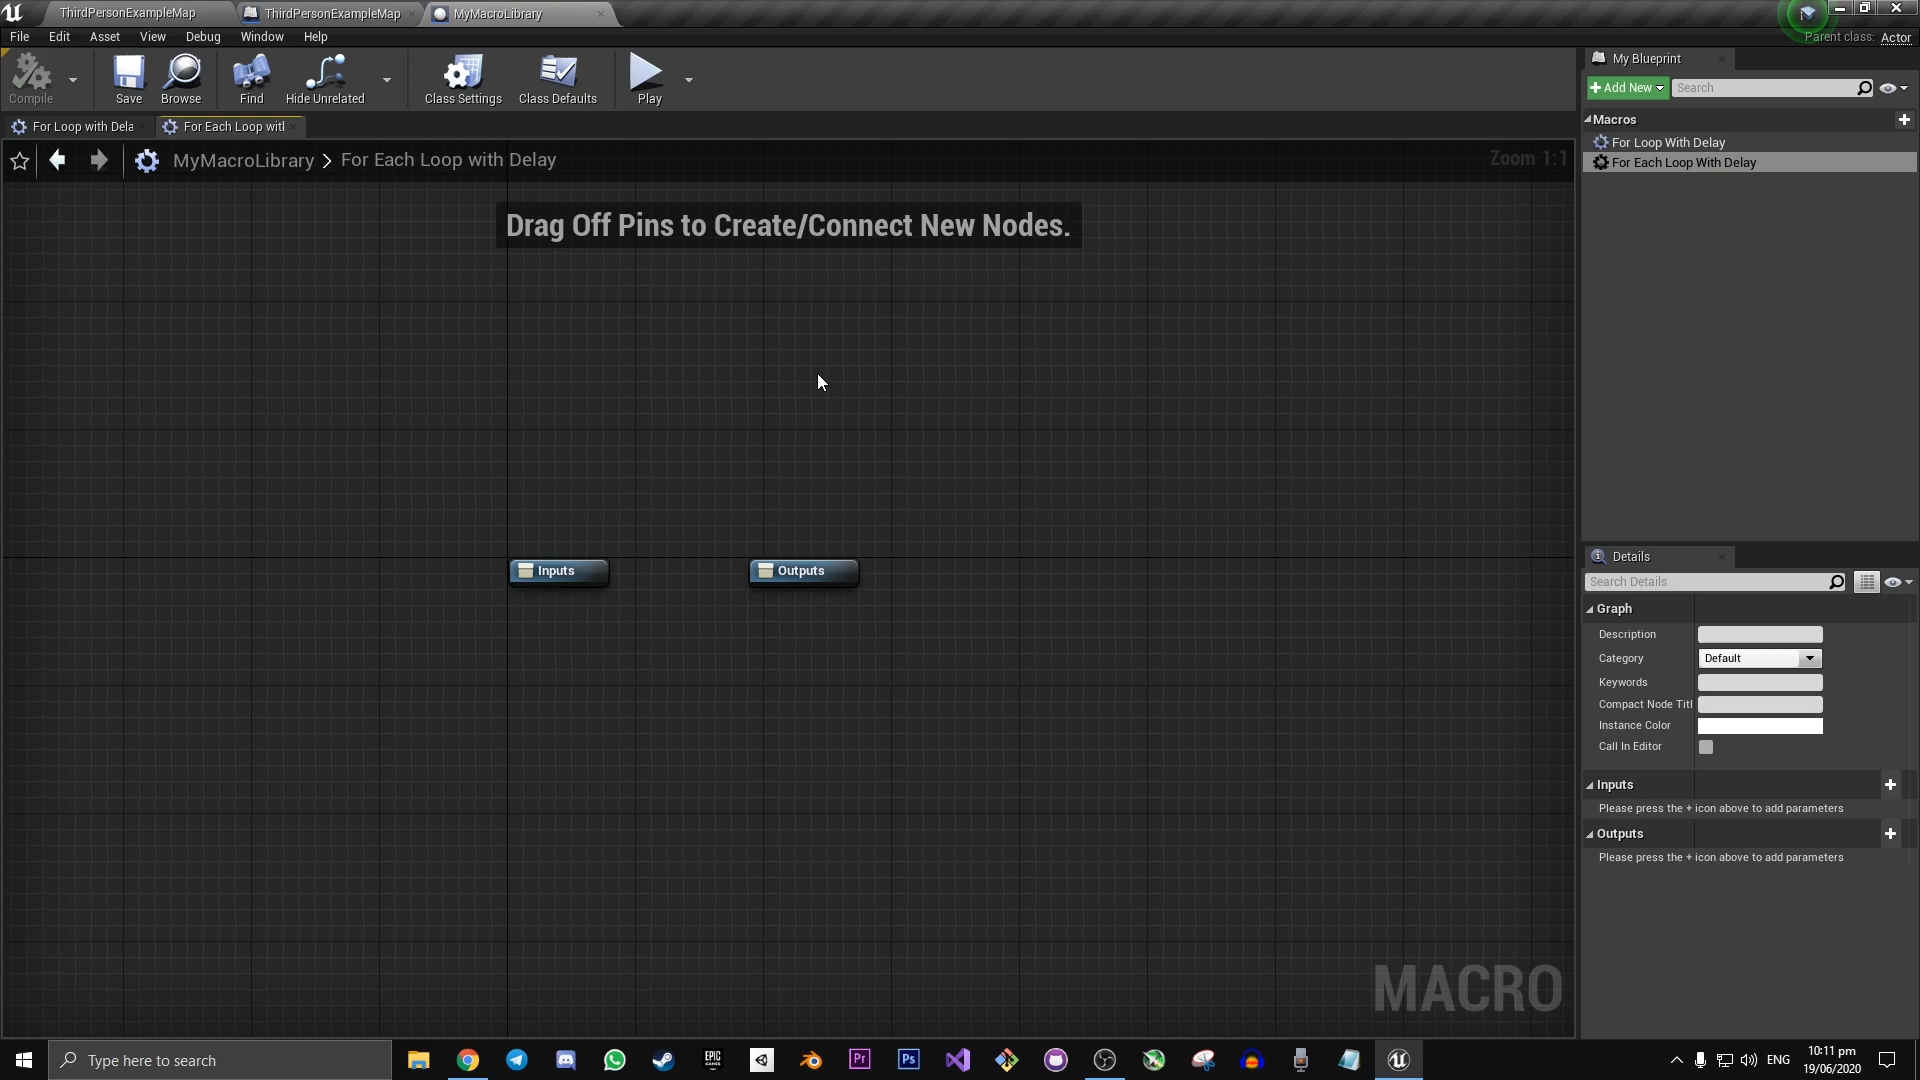 ThirdPersonExampleMap
ThirdPersonExampleMap
MyMacroLibrary
File Edit Asset View Debug Window Help
Parent class: Actor
Compile
Save
Browse
Find
Hide Unrelated
Class Settings
Class Defaults
Play
My Blueprint
Add New
Search
For Loop with Dela
For Each Loop witl
Macros
For Loop With Delay
For Each Loop With Delay
MyMacroLibrary > For Each Loop with Delay
Zoom 1:1
Drag Off Pins to Create/Connect New Nodes.
Inputs
Outputs
MACRO
Details
Search Details
Graph
Description
Category Default
Keywords
Compact Node Titl
Instance Color
Call In Editor
Inputs
Please press the + icon above to add parameters
Outputs
Please press the + icon above to add parameters
Type here to search
EPIC GAMES
Pr
Ps
ENG
10:11 pm
19/06/2020